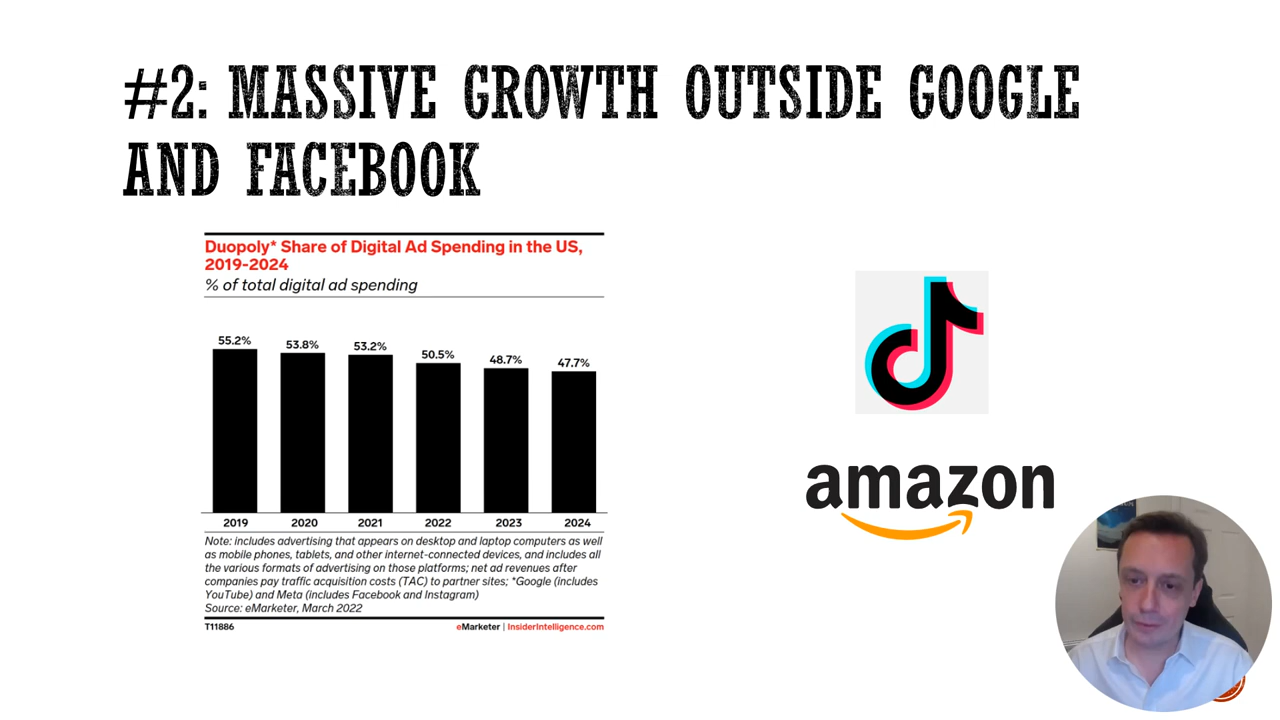 #2: MASSIVE GROWTH OUTSIDE GOOGLE
AND FACEBOOK
Duopoly* Share of Digital Ad Spending in the US,
2019-2024
% of total digital ad spending
55.2%
53.8%
53.2%
50.5%
48.7%
47.7%
2019
2020
2021
2022
2023
2024
Note: includes advertising that appears on desktop and laptop computers as well
as mobile phones, tablets, and other internet-connected devices, and includes all
the various formats of advertising on those platforms; net ad revenues after
companies pay traffic acquisition costs (TAC) to partner sites; *Google (includes
YouTube) and Meta (includes Facebook and Instagram)
Source: eMarketer, March 2022
T11886
eMarketer | InsiderIntelligence.com
amazon